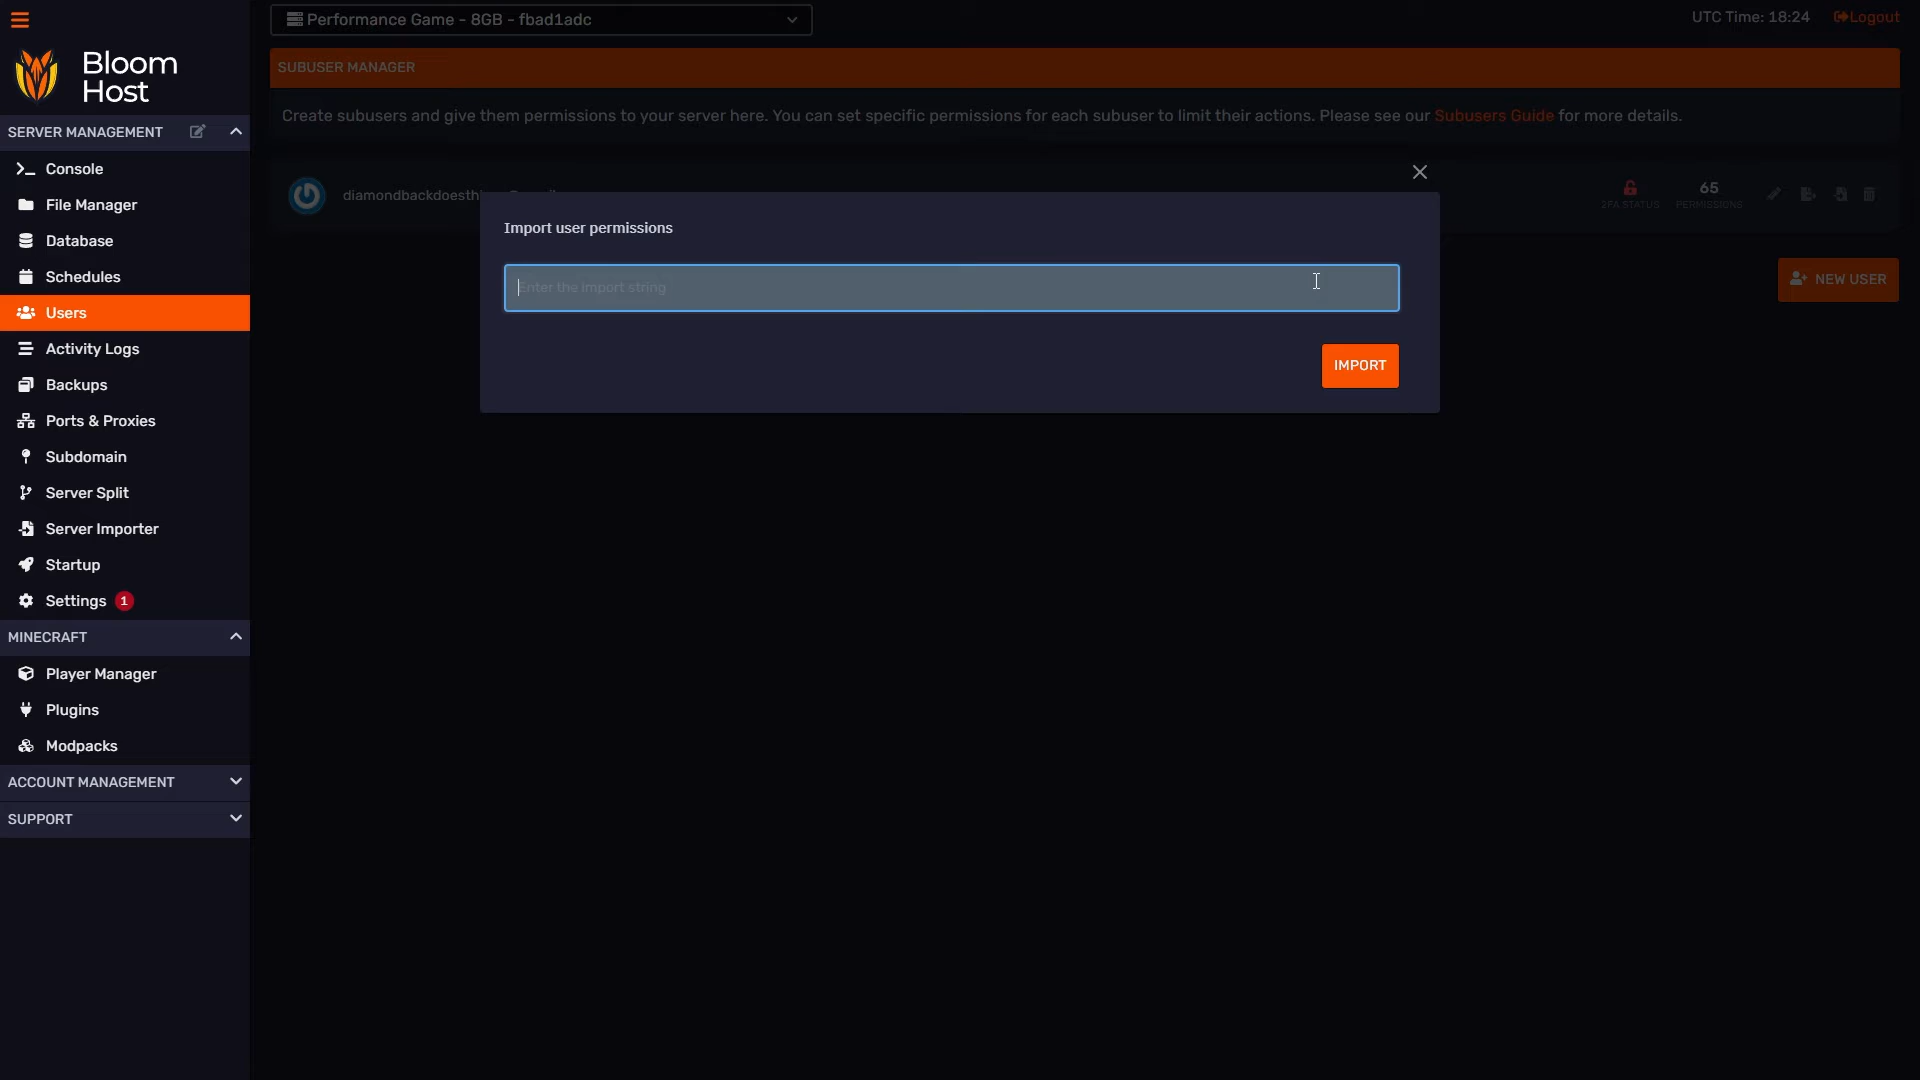 Performance Game - 8GB - fbad1adc
UTC Time: 18:24
Logout
Bloom
Host
SUBUSER MANAGER
Create subusers and give them permissions to your server here. You can set specific permissions for each subuser to limit their actions. Please see our Subusers Guide for more details.
SERVER MANAGEMENT
Console
File Manager
Database
Schedules
Users
Activity Logs
Backups
Ports & Proxies
Subdomain
Server Split
Server Importer
Startup
Settings 1
MINECRAFT
Player Manager
Plugins
Modpacks
ACCOUNT MANAGEMENT
SUPPORT
65
2FA STATUS
PERMISSIONS
Import user permissions
Enter the import string
IMPORT
NEW USER